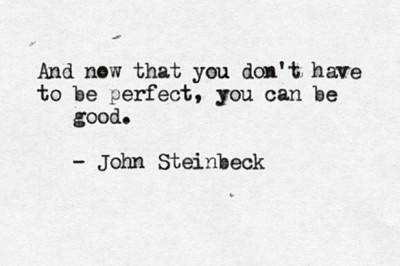 And now that you don't have
to be perfect, you can be
good.
- John Steinbeck